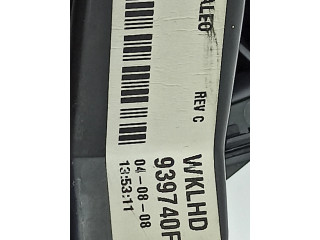 ALEO
REV C
WKLHD
939740F
04-08-08
13:53:11